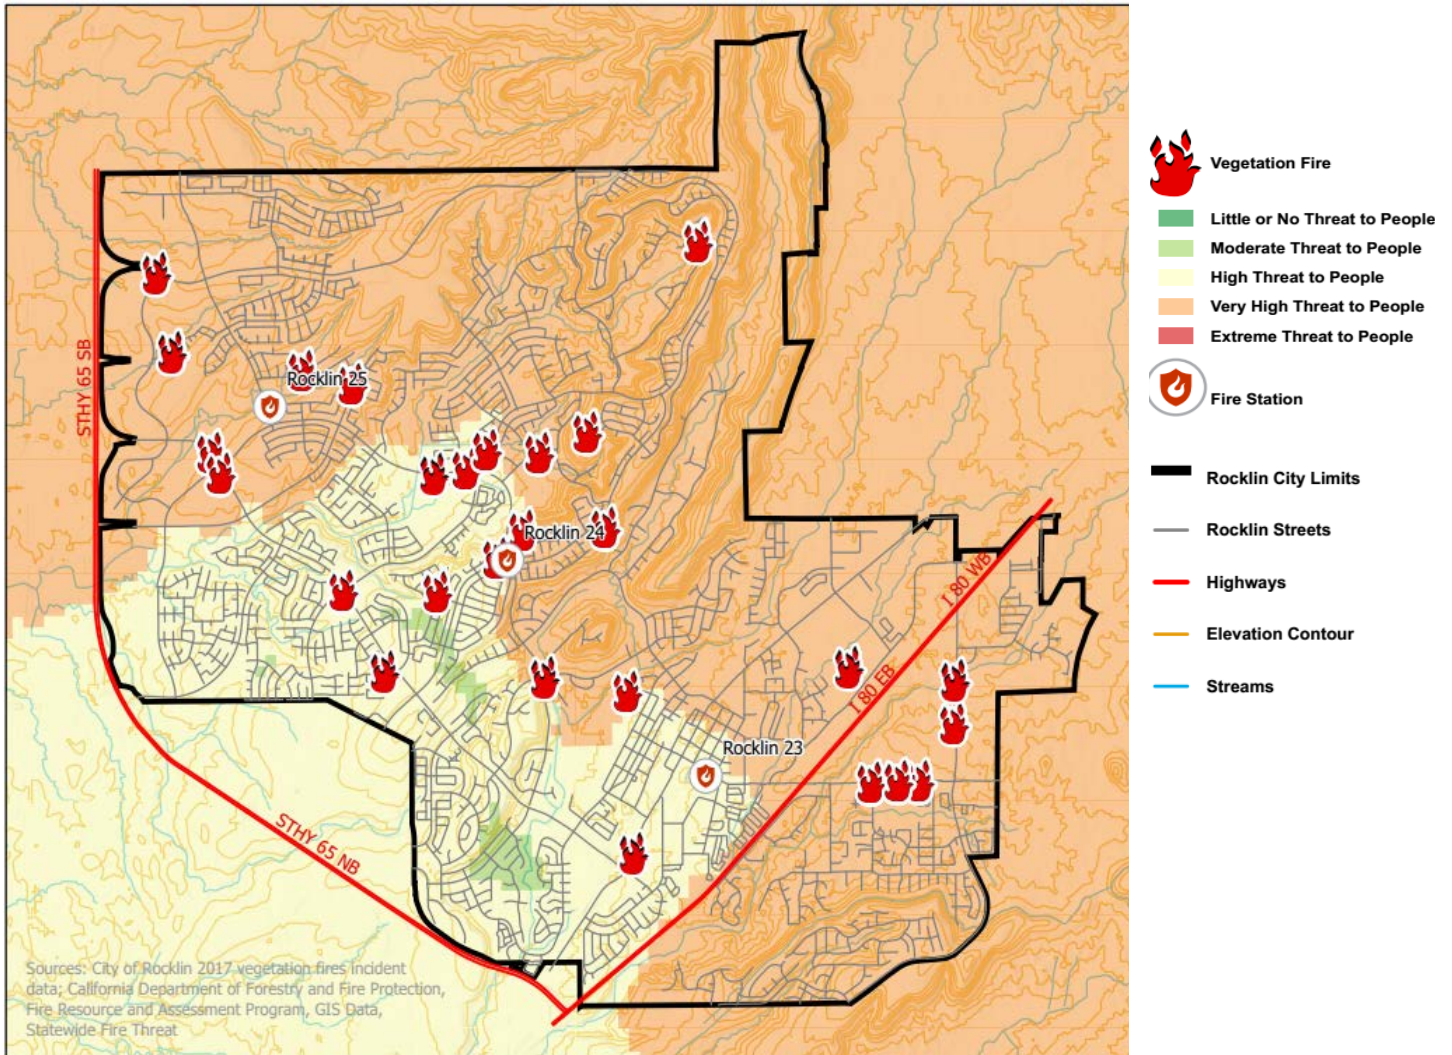 Vegetation Fire
Little or No Threat to People
Moderate Threat to People
High Threat to People
Very High Threat to People
Extreme Threat to People
Fire Station
Rocklin City Limits
Rocklin Streets
Highways
Elevation Contour
Streams
STHY 65 SB
Rocklin 25
Rocklin 24
I 80 WB
I 80 EB
Rocklin 23
STHY 65 NB
Sources: City of Rocklin 2017 vegetation fires incident
data; California Department of Forestry and Fire Protection,
Fire Resource and Assessment Program, GIS Data,
Statewide Fire Threat